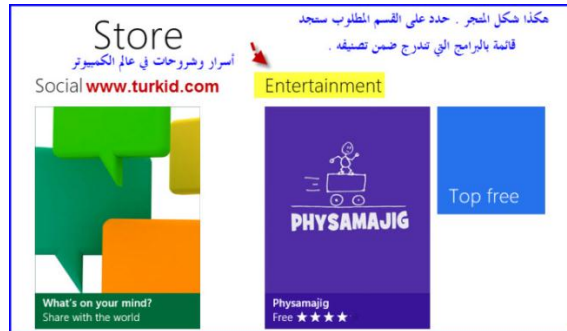 هكذا شكل المتجر . حدد على القسم المطلوب ستجد
قائمة بالبرامج التي تندرج ضمن تصنيفه .
Store
أسرار وشروحات في عالم الكمبيوتر
Social www.turkid.com
Entertainment
PHYSAMAJIG
Top free
What's on your mind?
Share with the world
Physamajig
Free ★★★★